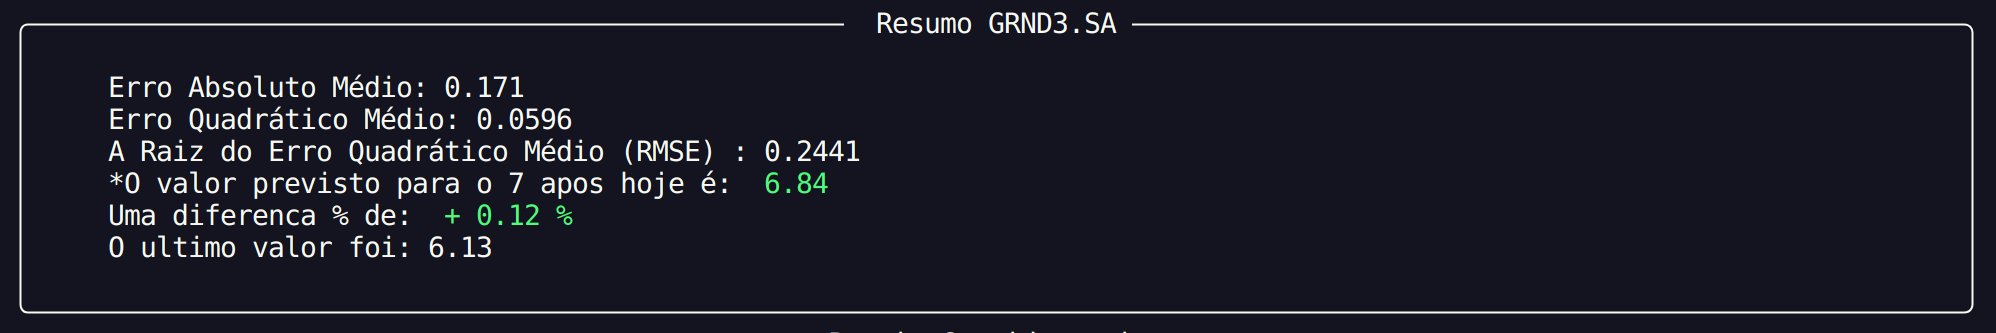 Resumo GRND3.SA
Erro Absoluto Médio: 0.171
Erro Quadrático Médio: 0.0596
A Raiz do Erro Quadrático Médio (RMSE) : 0.2441
*O valor previsto para o 7 apos hoje é:  6.84
Uma diferenca % de:  + 0.12 %
O ultimo valor foi: 6.13